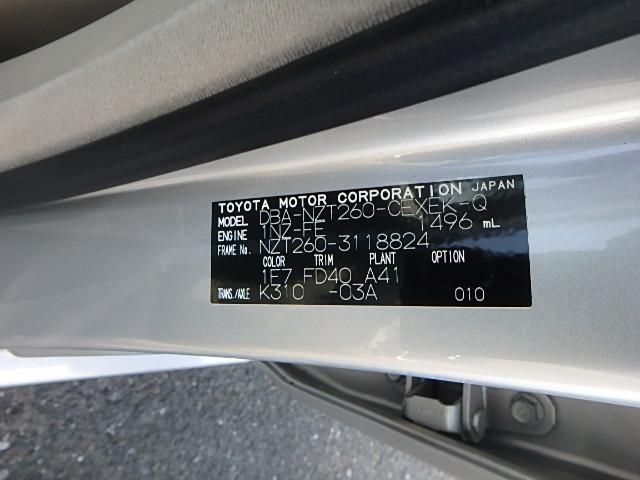 TOYOTA MOTOR CORPORATION JAPAN
MODEL DBA-NZT260-CEXEK-Q
ENGINE 1NZ-FE 1496 mL
FRAME No. NZT260-3118824
COLOR TRIM PLANT OPTION
1F7 FD40 A41
TRANS./AXLE K310 -03A 010